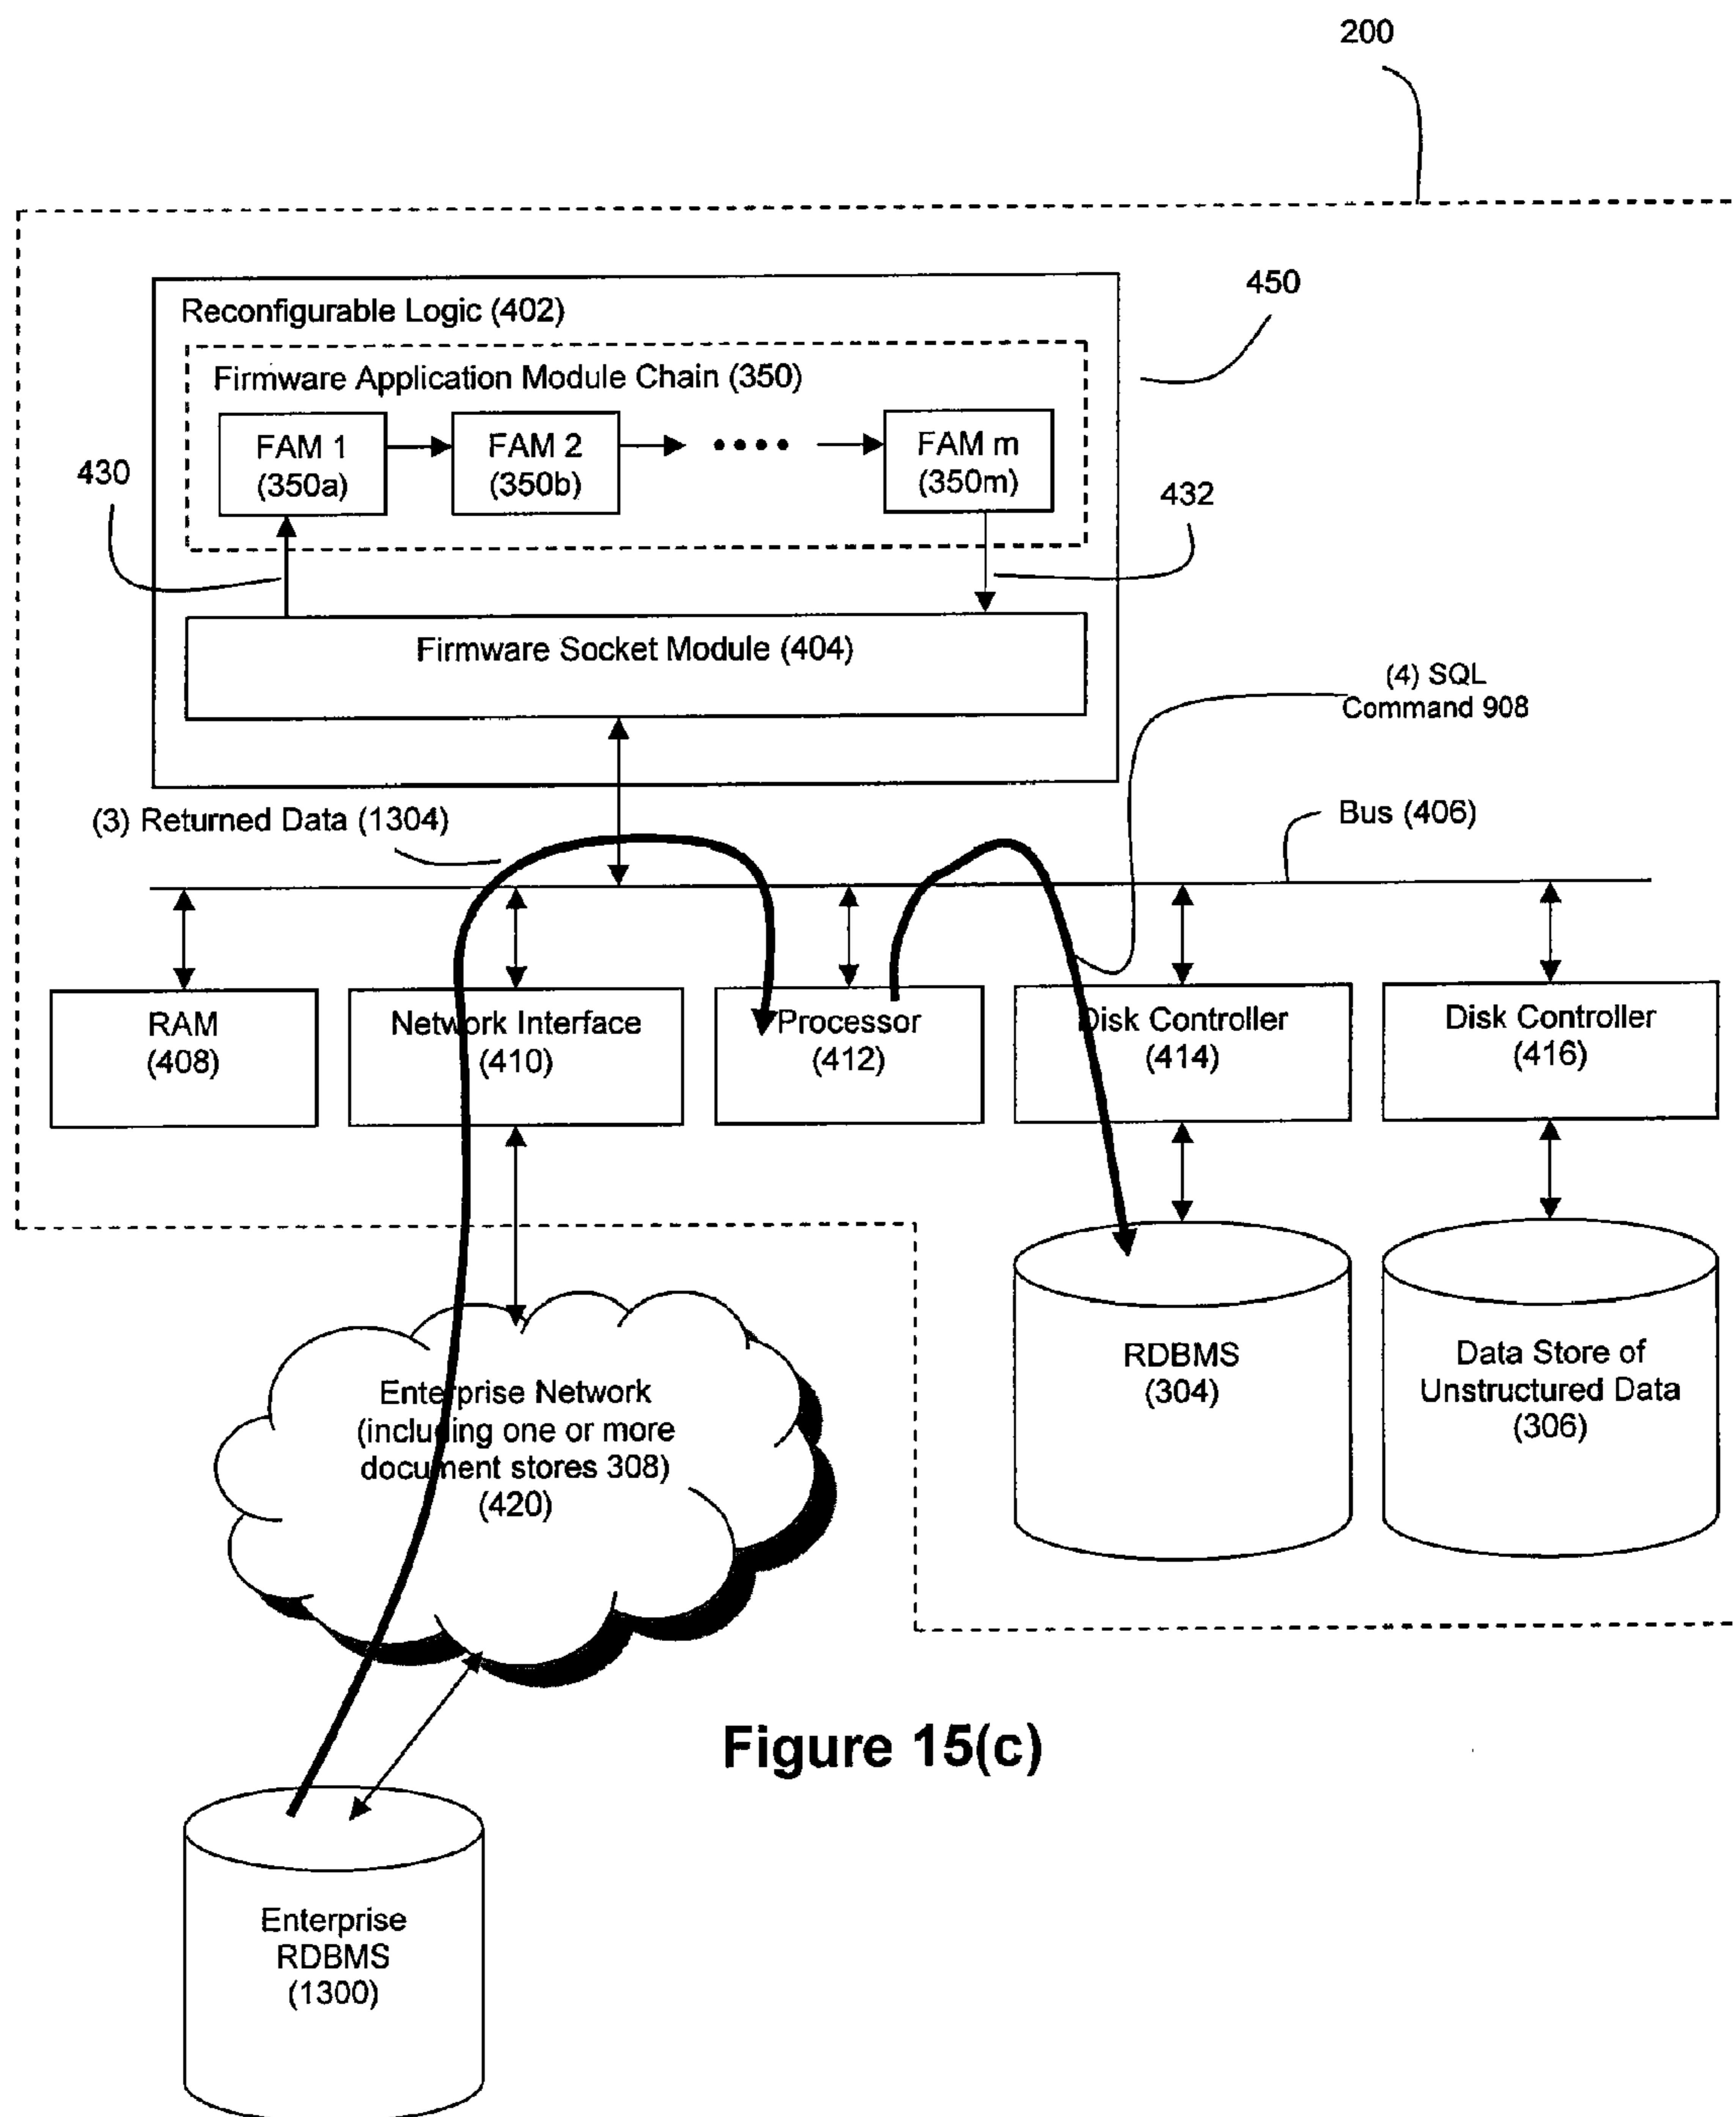 200
450
Reconfigurable Logic (402)
Firmware Application Module Chain (350)
FAM 1
(350a)
FAM 2
(350b)
••••
FAM m
(350m)
430
432
Firmware Socket Module (404)
(4) SQL
Command 908
(3) Returned Data (1304)
Bus (406)
RAM
(408)
Network Interface
(410)
Processor
(412)
Disk Controller
(414)
Disk Controller
(416)
Enterprise Network
(including one or more
document stores 308)
(420)
RDBMS
(304)
Data Store of
Unstructured Data
(306)
Figure 15(c)
Enterprise
RDBMS
(1300)